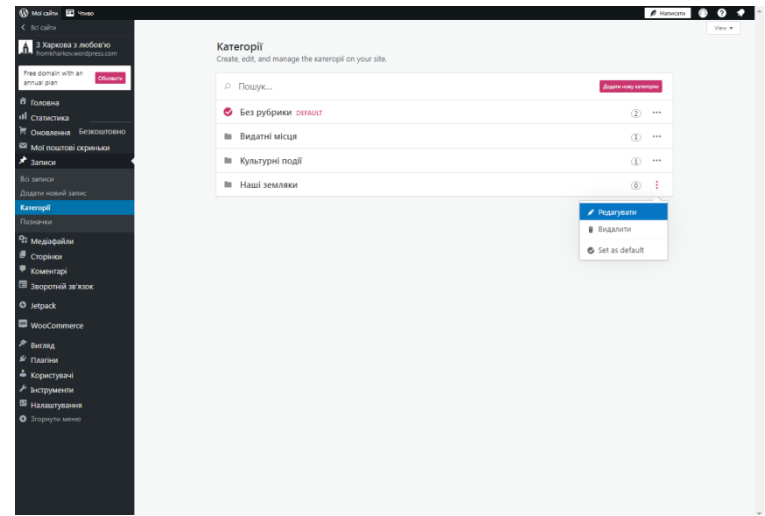 Мої сайти Чтиво Написати
Всі сайти
View
З Харкова з любов'ю
fromkharkov.wordpress.com
Free domain with an annual plan
Обновити
Головна
Статистика
Оновлення Безкоштовно
Мої поштові скриньки
Записи
Всі записи
Додати новий запис
Категорії
Позначки
Медіафайли
Сторінки
Коментарі
Зворотній зв'язок
Jetpack
WooCommerce
Вигляд
Плагіни
Користувачі
Інструменти
Налаштування
Згорнути меню
Категорії
Create, edit, and manage the категорії on your site.
Пошук...
Додати нову категорію
Без рубрики DEFAULT 2
Видатні місця 1
Культурні події 1
Наші земляки 0
Редагувати
Видалити
Set as default